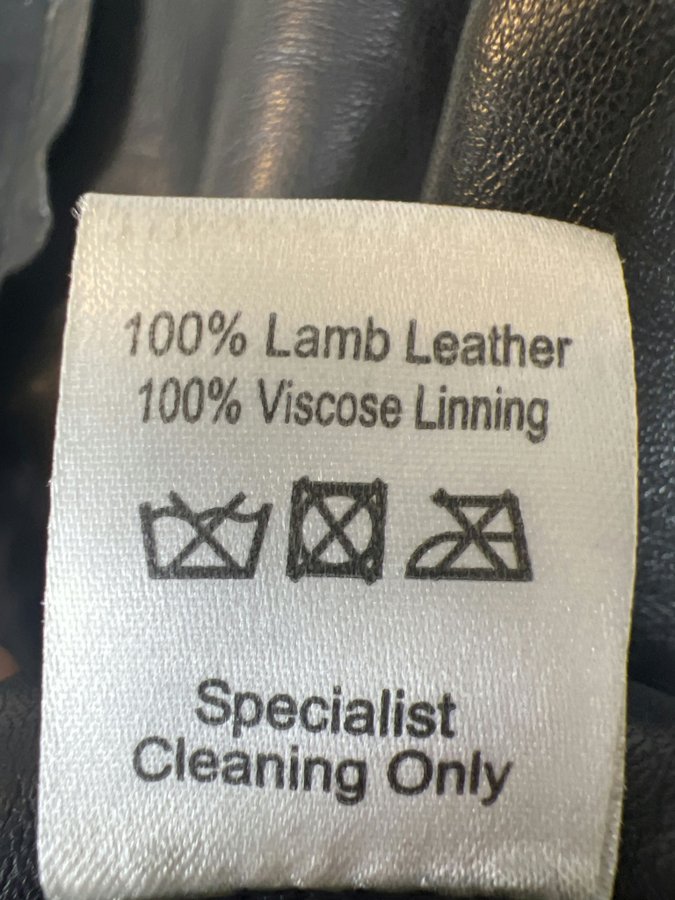 100% Lamb Leather
100% Viscose Linning
Specialist
Cleaning Only